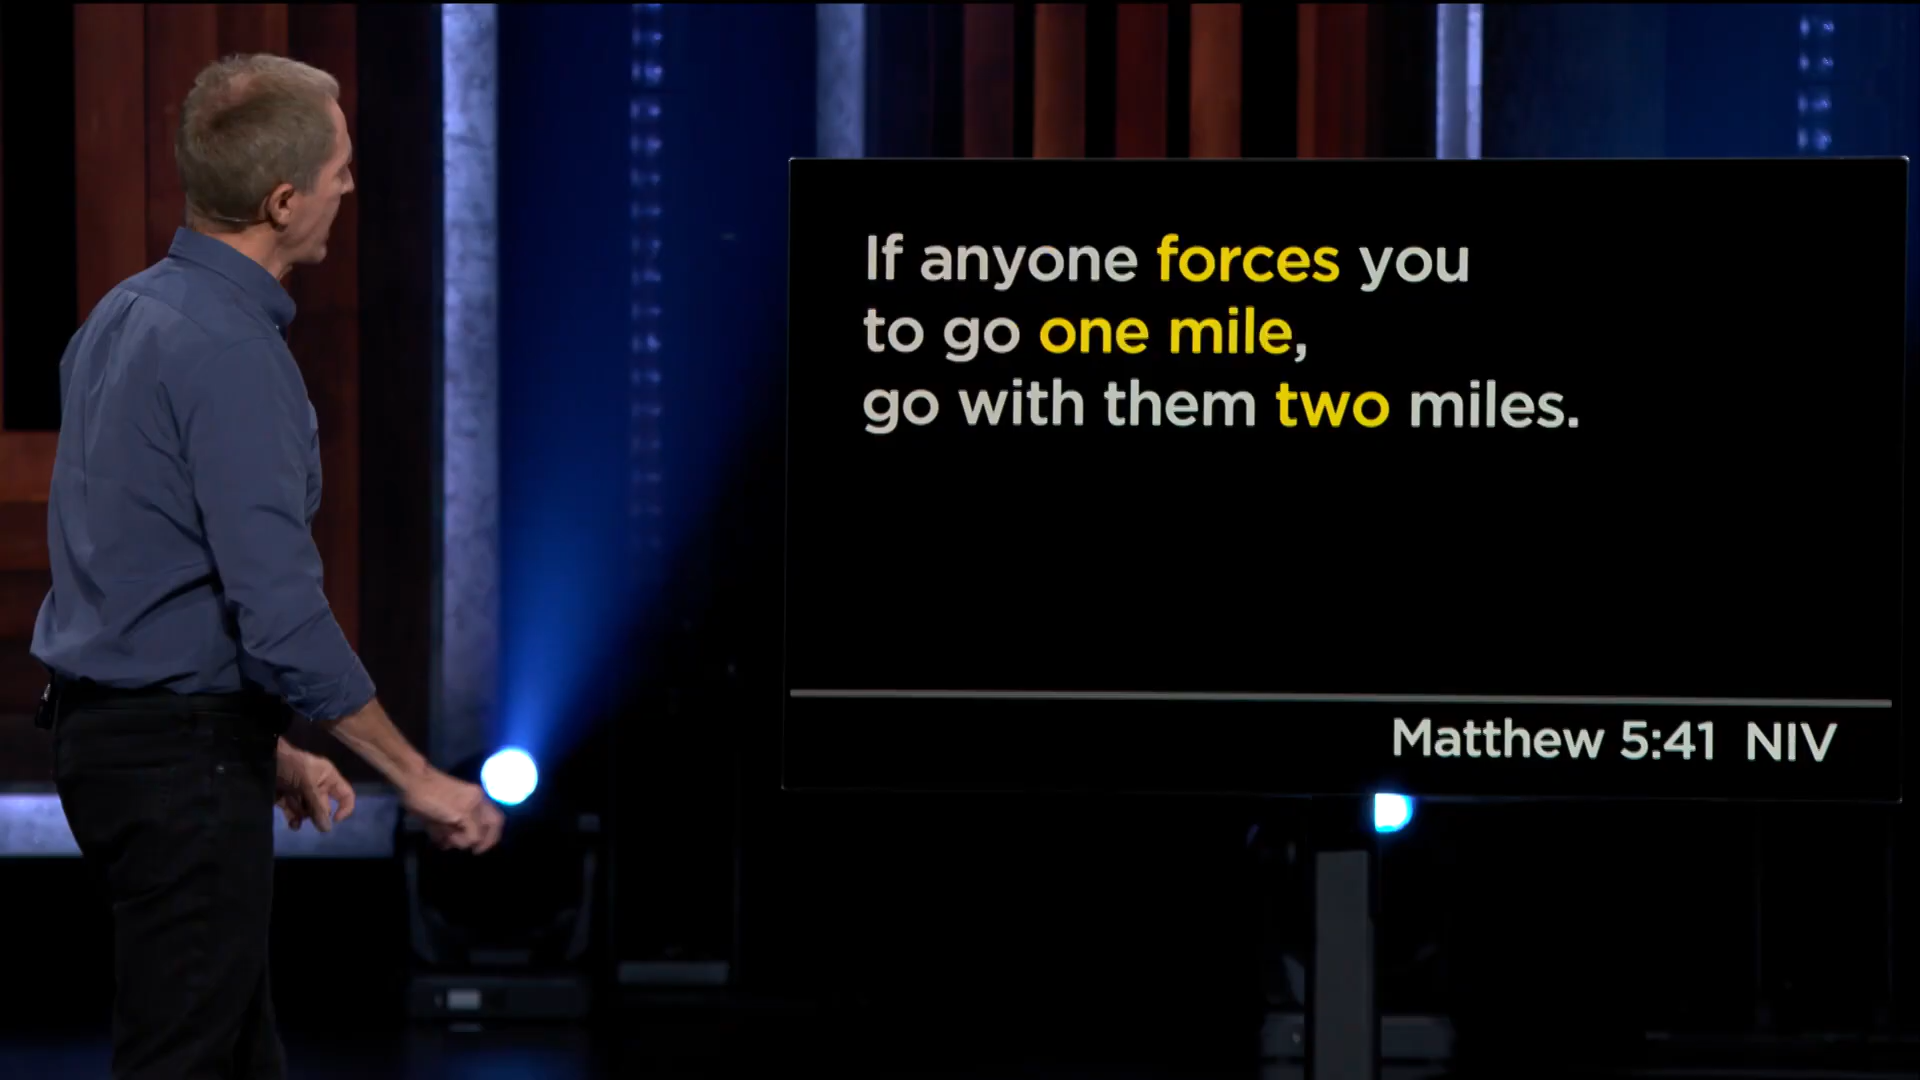 If anyone forces you
to go one mile,
go with them two miles.
Matthew 5:41 NIV